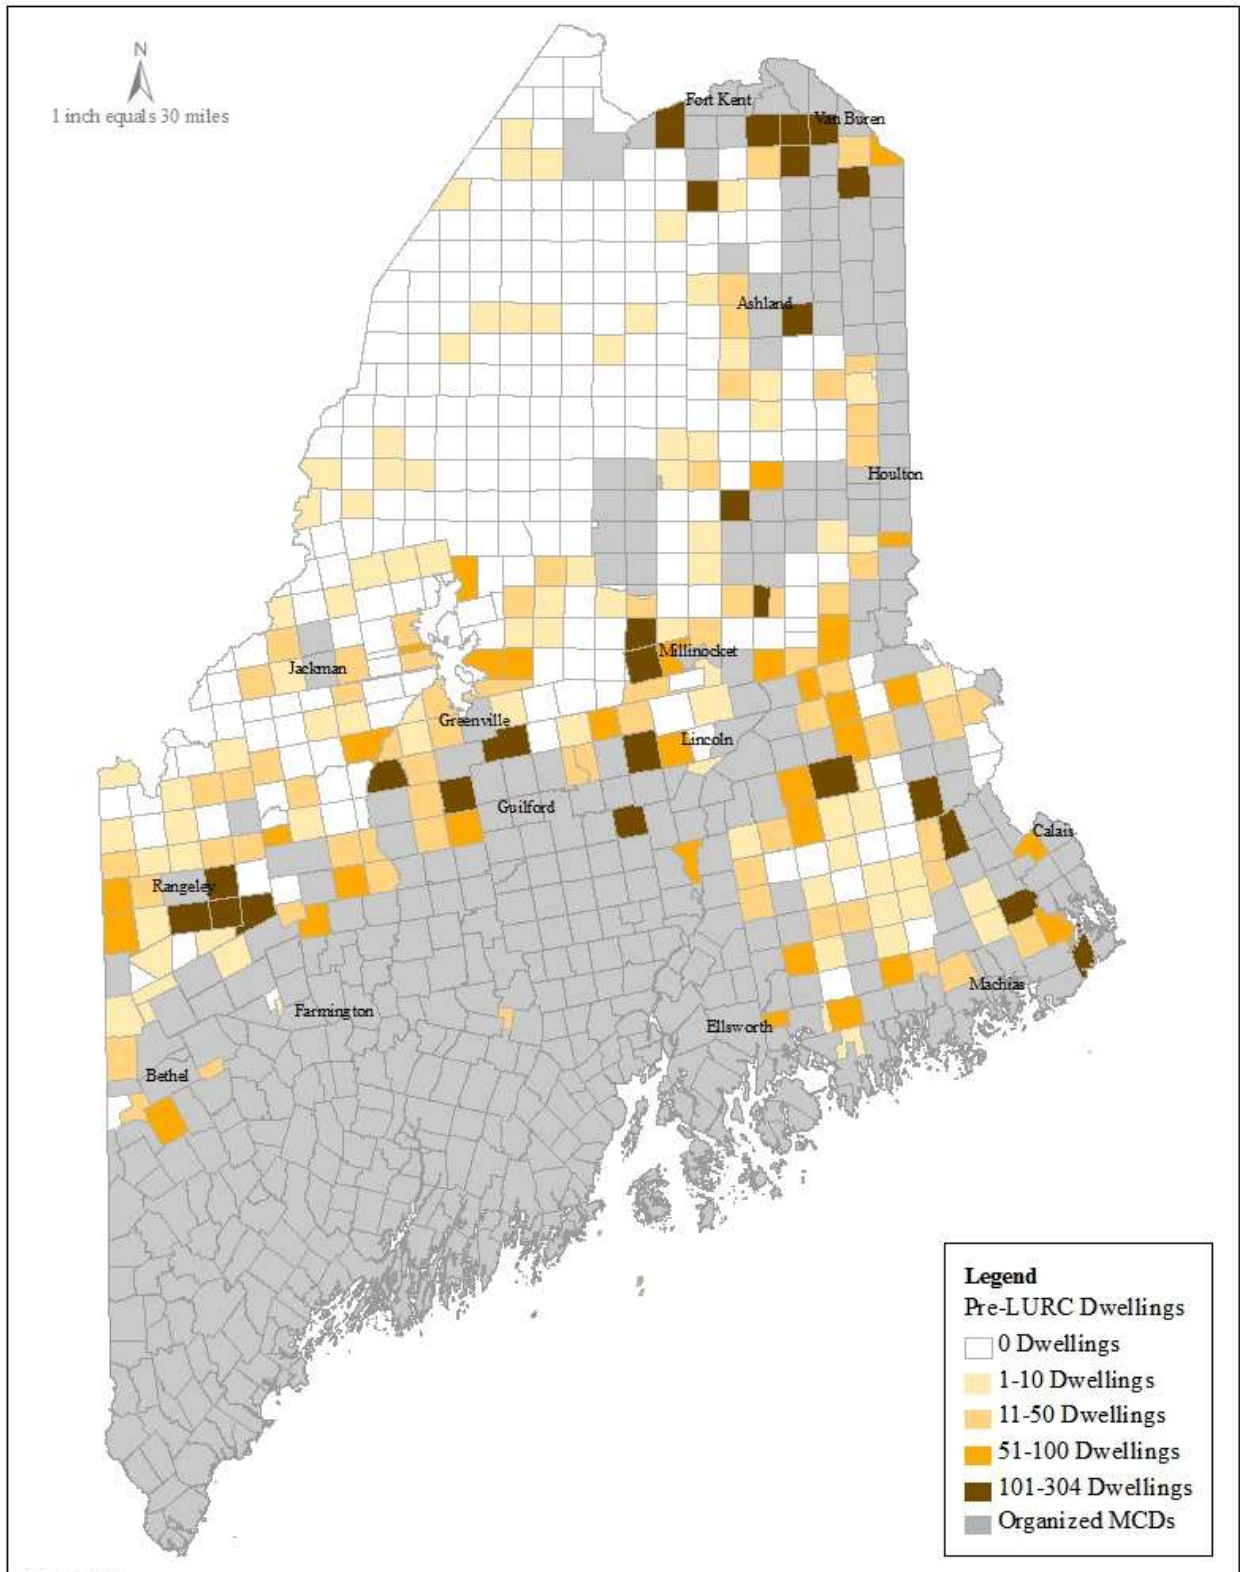 N
1 inch equals 30 miles
Fort Kent
Van Buren
Ashland
Houlton
Millinocket
Jackman
Greenville
Lincoln
Guilford
Calais
Rangeley
Machias
Farmington
Ellsworth
Bethel
Legend
Pre-LURC Dwellings
0 Dwellings
1-10 Dwellings
11-50 Dwellings
51-100 Dwellings
101-304 Dwellings
Organized MCDs